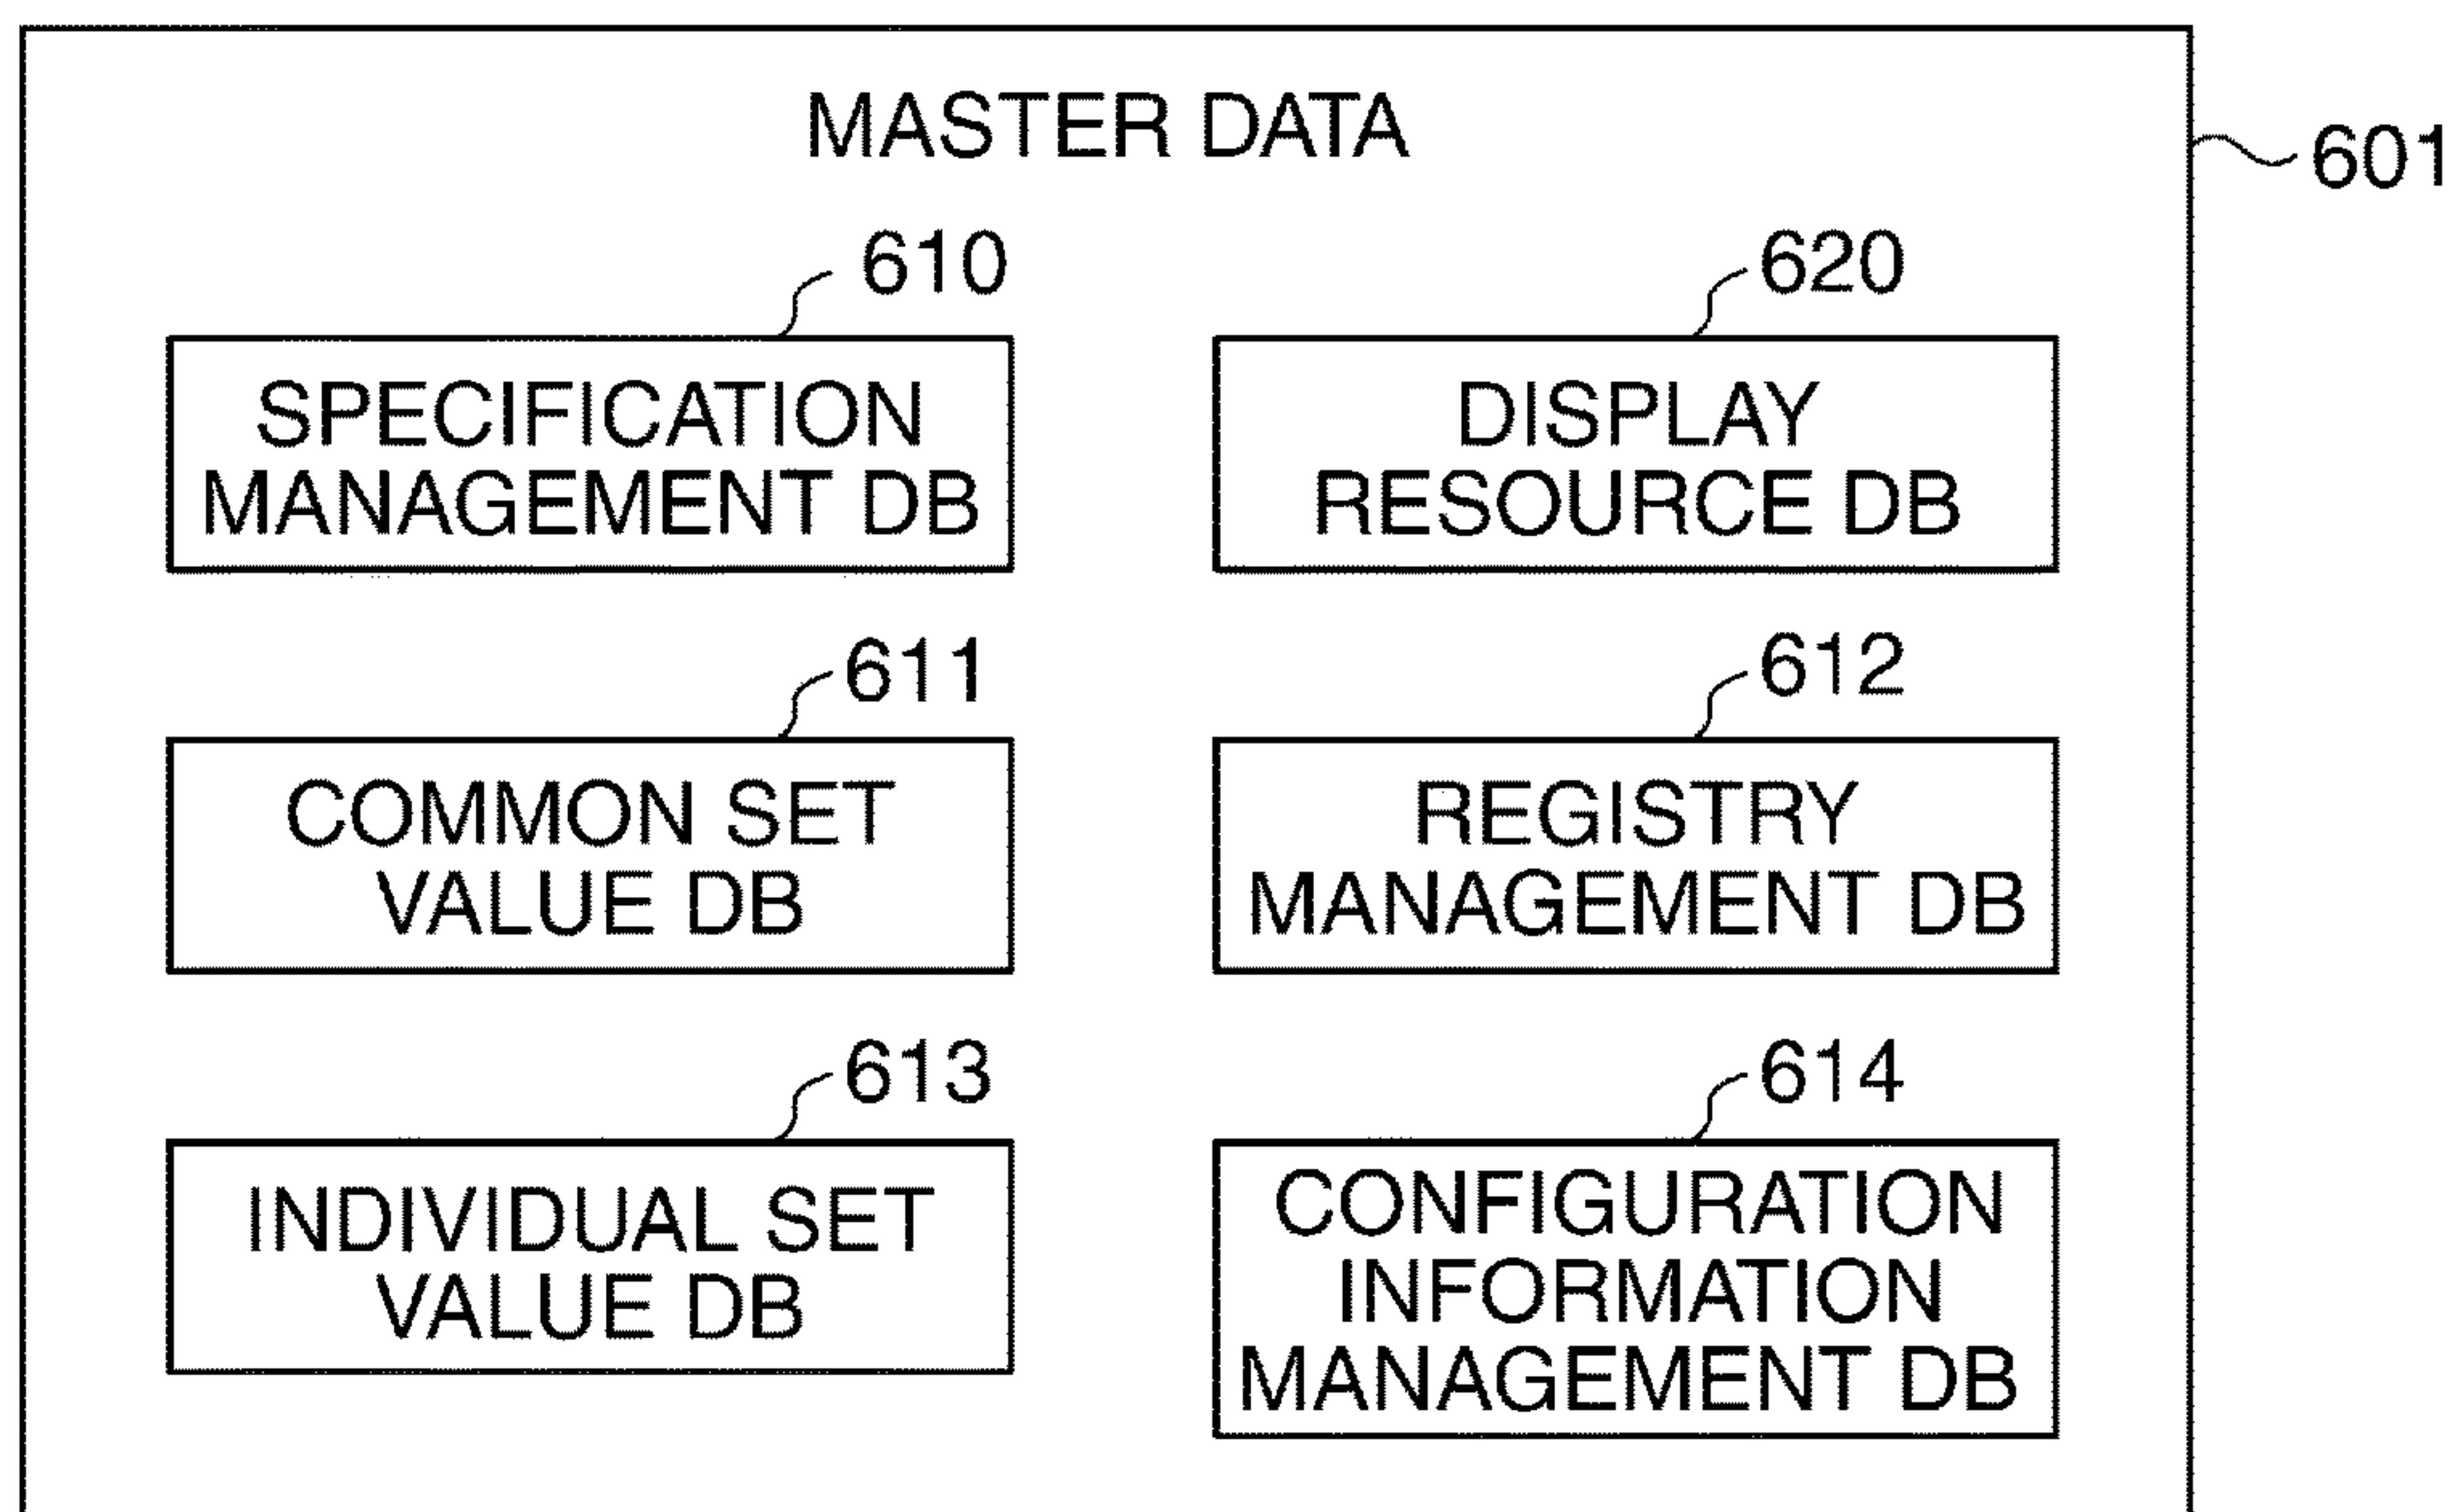 MASTER DATA
601
610
SPECIFICATION
MANAGEMENT DB
620
DISPLAY
RESOURCE DB
611
COMMON SET
VALUE DB
612
REGISTRY
MANAGEMENT DB
613
INDIVIDUAL SET
VALUE DB
614
CONFIGURATION
INFORMATION
MANAGEMENT DB